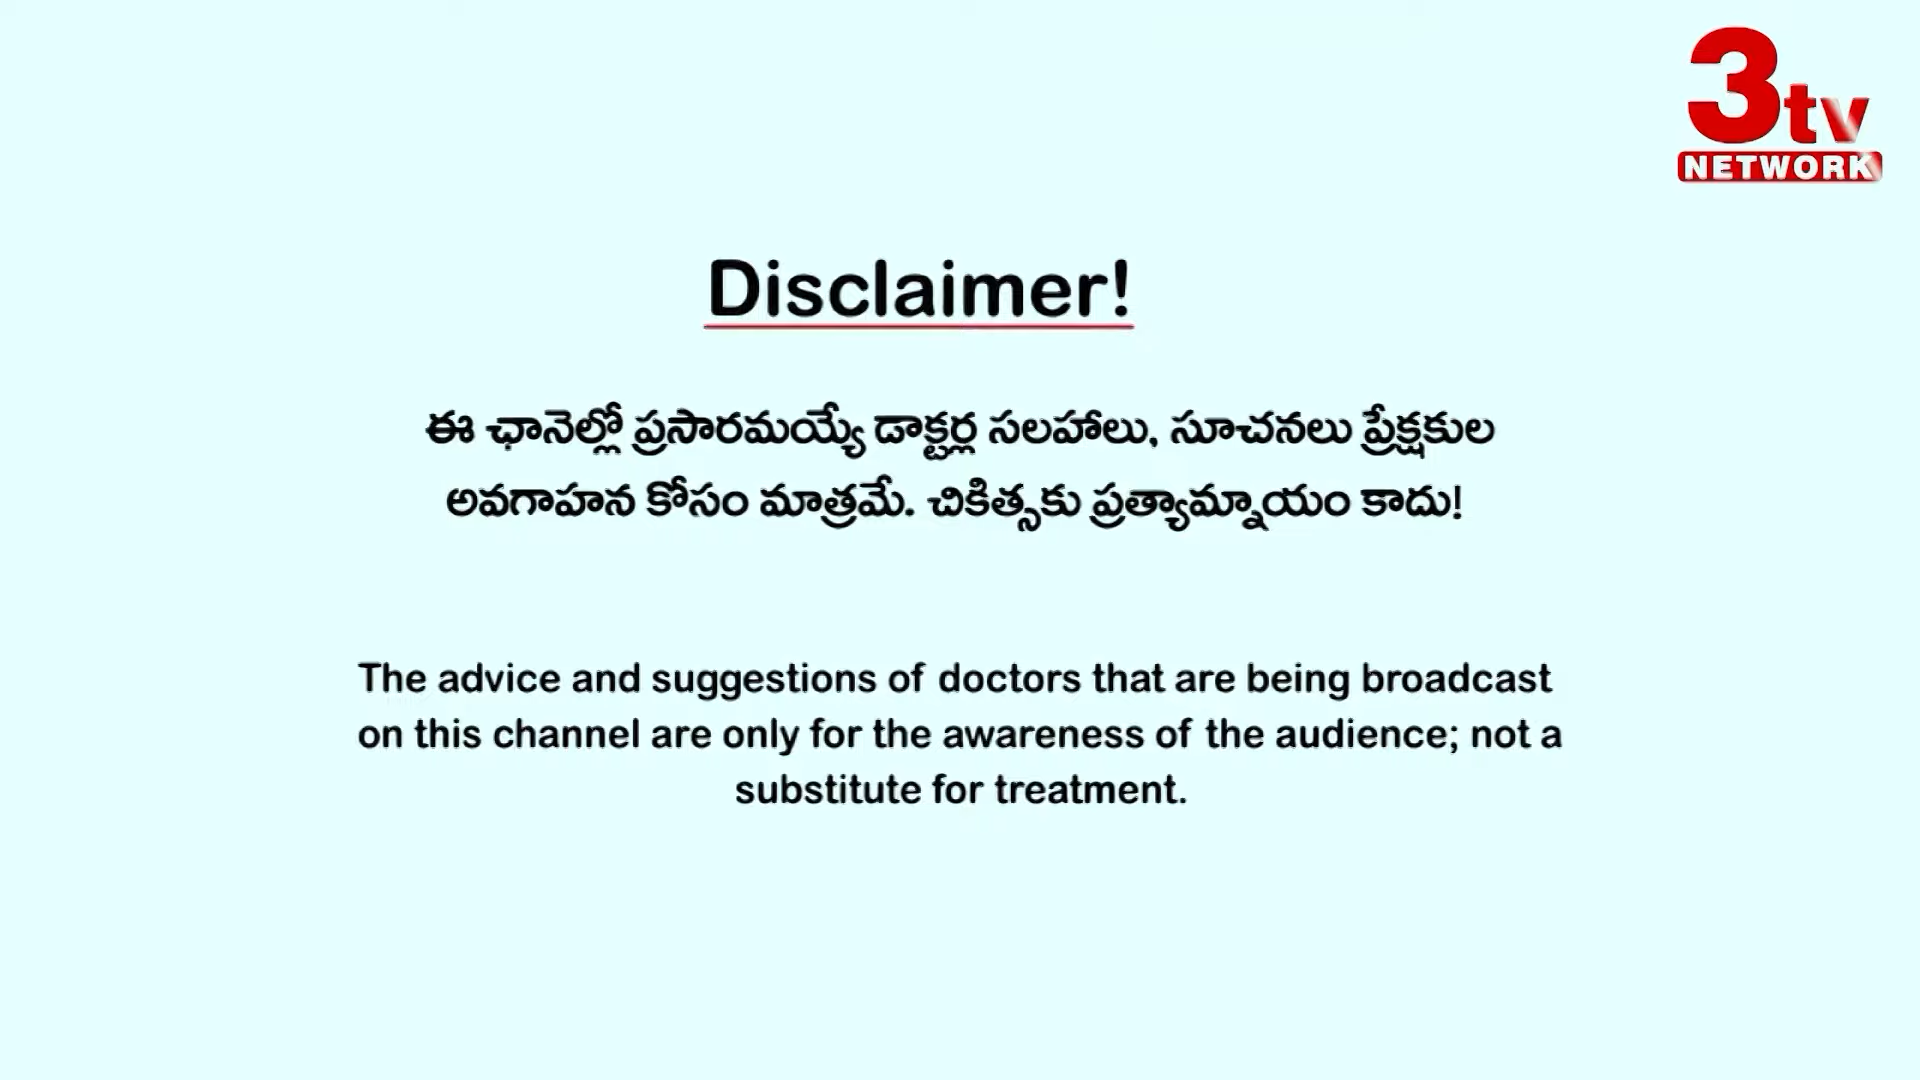 3tv
NETWORK
Disclaimer!
ఈ ఛానెల్లో ప్రసారమయ్యే డాక్టర్ల సలహాలు, సూచనలు ప్రేక్షకుల
అవగాహన కోసం మాత్రమే. చికిత్సకు ప్రత్యామ్నాయం కాదు!
The advice and suggestions of doctors that are being broadcast
on this channel are only for the awareness of the audience; not a
substitute for treatment.